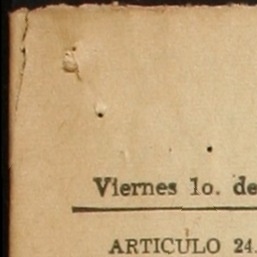 Viernes 1o. de
ARTICULO 24.